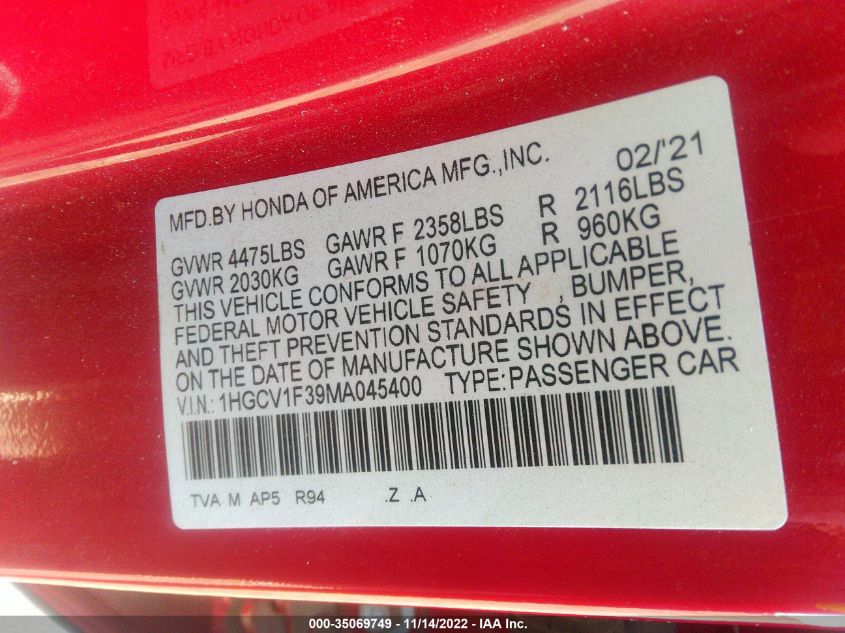 MFD.BY HONDA OF AMERICA MFG.,INC. 02/'21
GVWR 4475LBS GAWR F 2358LBS R 2116LBS
GVWR 2030KG GAWR F 1070KG R 960KG
THIS VEHICLE CONFORMS TO ALL APPLICABLE
FEDERAL MOTOR VEHICLE SAFETY , BUMPER,
AND THEFT PREVENTION STANDARDS IN EFFECT
ON THE DATE OF MANUFACTURE SHOWN ABOVE.
V.I.N.: 1HGCV1F39MA045400 TYPE:PASSENGER CAR
TVA M AP5 R94 .Z .A
000-35069749 - 11/14/2022 - IAA Inc.